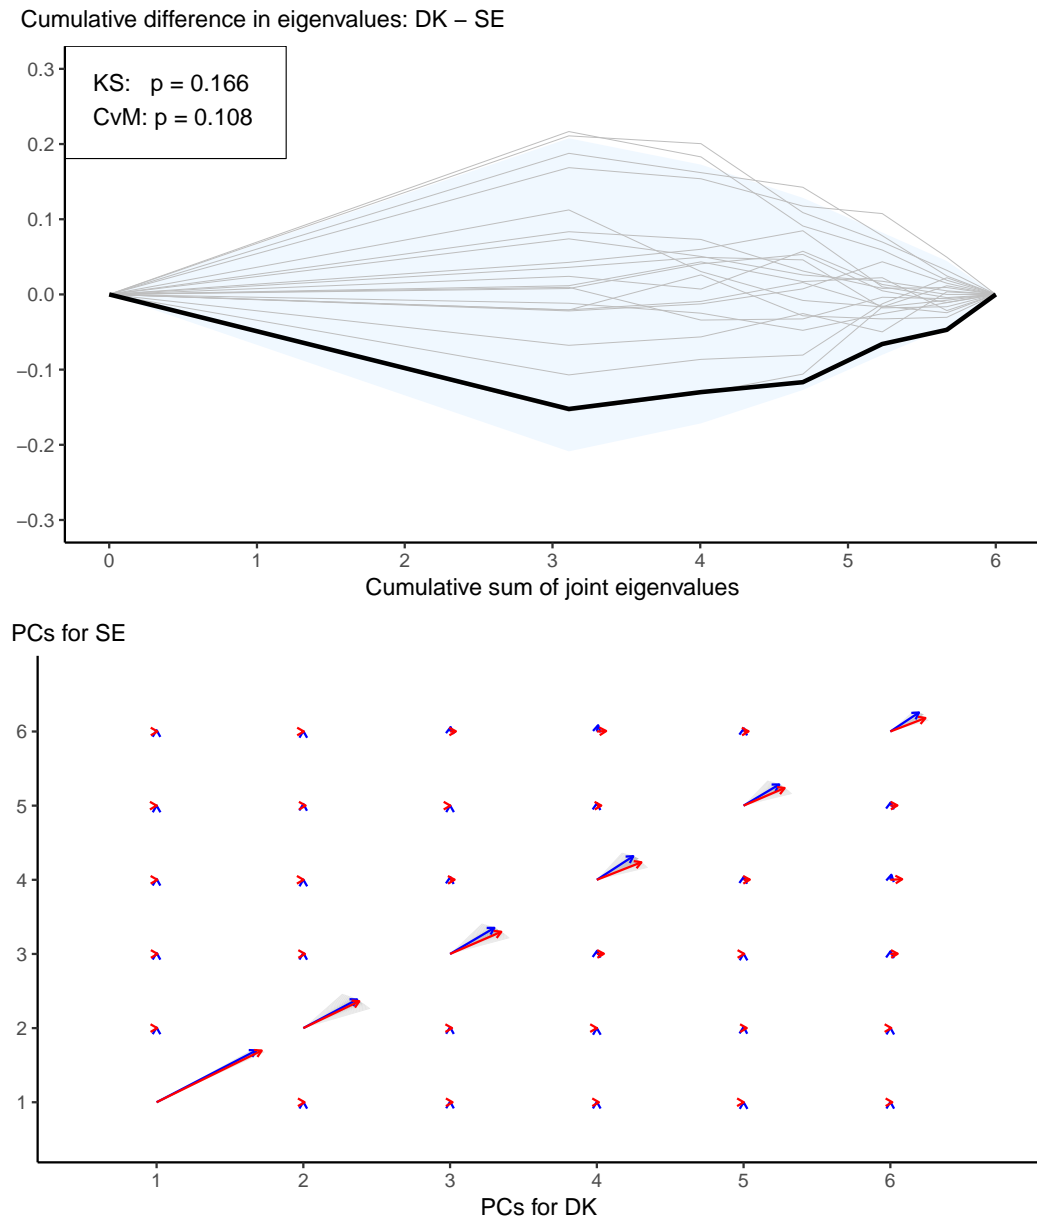 Cumulative difference in eigenvalues: DK − SE
KS: p = 0.166
CvM: p = 0.108
0.3
0.2
0.1
0.0
−0.1
−0.2
−0.3
0 1 2 3 4 5 6
Cumulative sum of joint eigenvalues
PCs for SE
6
5
4
3
2
1
1 2 3 4 5 6
PCs for DK